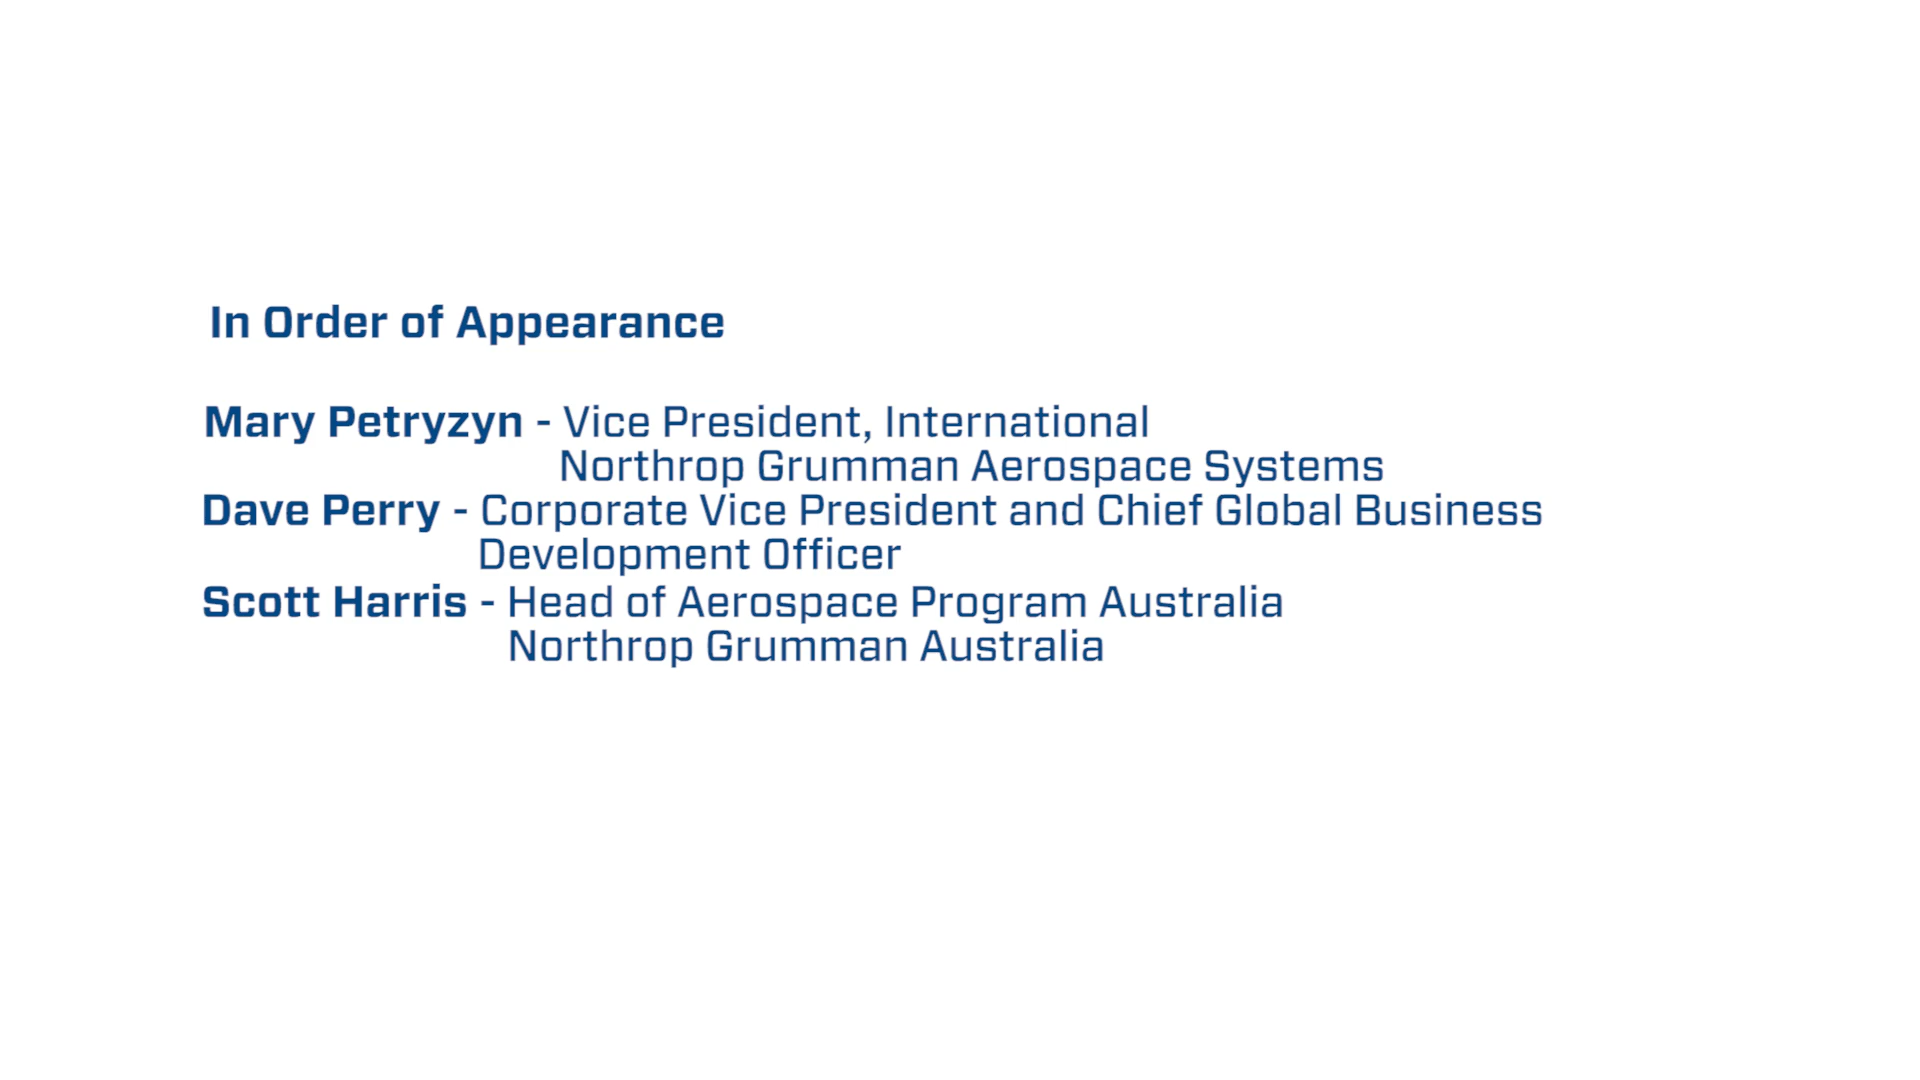 In Order of Appearance
Mary Petryzyn - Vice President, International
Northrop Grumman Aerospace Systems
Dave Perry - Corporate Vice President and Chief Global Business
Development Officer
Scott Harris - Head of Aerospace Program Australia
Northrop Grumman Australia